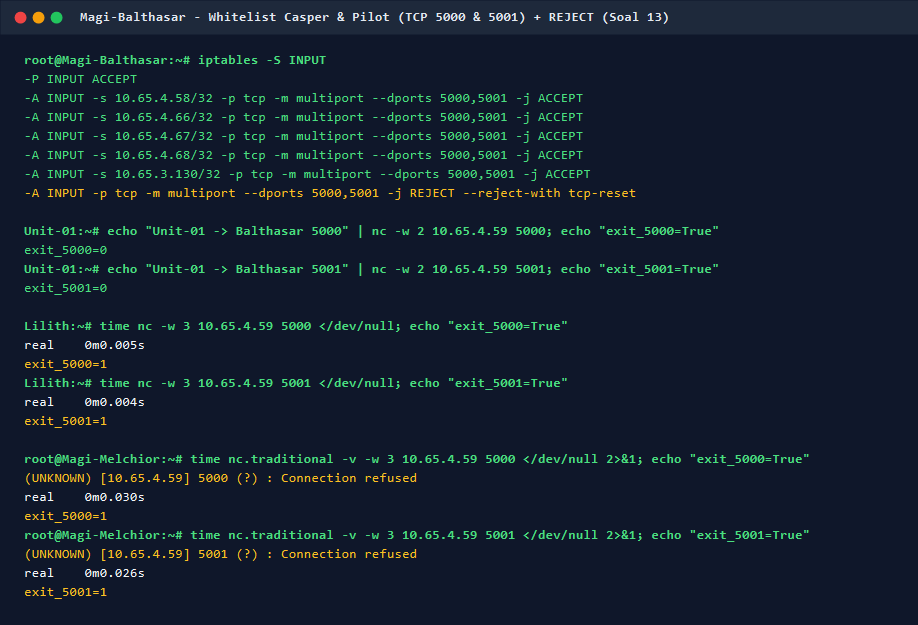 Magi-Balthasar - Whitelist Casper & Pilot (TCP 5000 & 5001) + REJECT (Soal 13)
root@Magi-Balthasar:~# iptables -S INPUT
-P INPUT ACCEPT
-A INPUT -s 10.65.4.58/32 -p tcp -m multiport --dports 5000,5001 -j ACCEPT
-A INPUT -s 10.65.4.66/32 -p tcp -m multiport --dports 5000,5001 -j ACCEPT
-A INPUT -s 10.65.4.67/32 -p tcp -m multiport --dports 5000,5001 -j ACCEPT
-A INPUT -s 10.65.4.68/32 -p tcp -m multiport --dports 5000,5001 -j ACCEPT
-A INPUT -s 10.65.3.130/32 -p tcp -m multiport --dports 5000,5001 -j ACCEPT
-A INPUT -p tcp -m multiport --dports 5000,5001 -j REJECT --reject-with tcp-reset
Unit-01:~# echo "Unit-01 -> Balthasar 5000" | nc -w 2 10.65.4.59 5000; echo "exit_5000=True"
exit_5000=0
Unit-01:~# echo "Unit-01 -> Balthasar 5001" | nc -w 2 10.65.4.59 5001; echo "exit_5001=True"
exit_5001=0
Lilith:~# time nc -w 3 10.65.4.59 5000 </dev/null; echo "exit_5000=True"
real    0m0.005s
exit_5000=1
Lilith:~# time nc -w 3 10.65.4.59 5001 </dev/null; echo "exit_5001=True"
real    0m0.004s
exit_5001=1
root@Magi-Melchior:~# time nc.traditional -v -w 3 10.65.4.59 5000 </dev/null 2>&1; echo "exit_5000=True"
(UNKNOWN) [10.65.4.59] 5000 (?) : Connection refused
real    0m0.030s
exit_5000=1
root@Magi-Melchior:~# time nc.traditional -v -w 3 10.65.4.59 5001 </dev/null 2>&1; echo "exit_5001=True"
(UNKNOWN) [10.65.4.59] 5001 (?) : Connection refused
real    0m0.026s
exit_5001=1